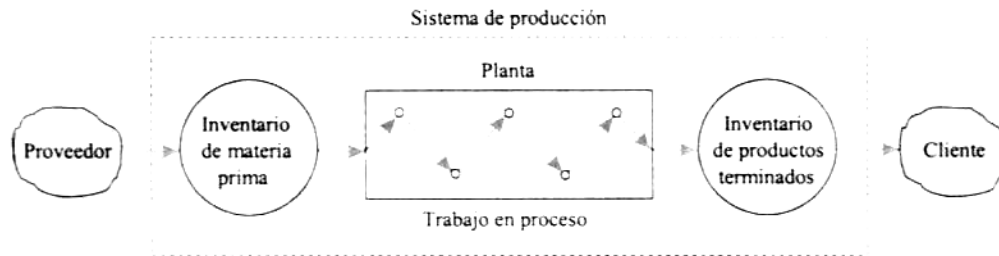 Sistema de producción
Planta
Proveedor
Inventario
de materia
prima
Inventario
de productos
terminados
Cliente
Trabajo en proceso